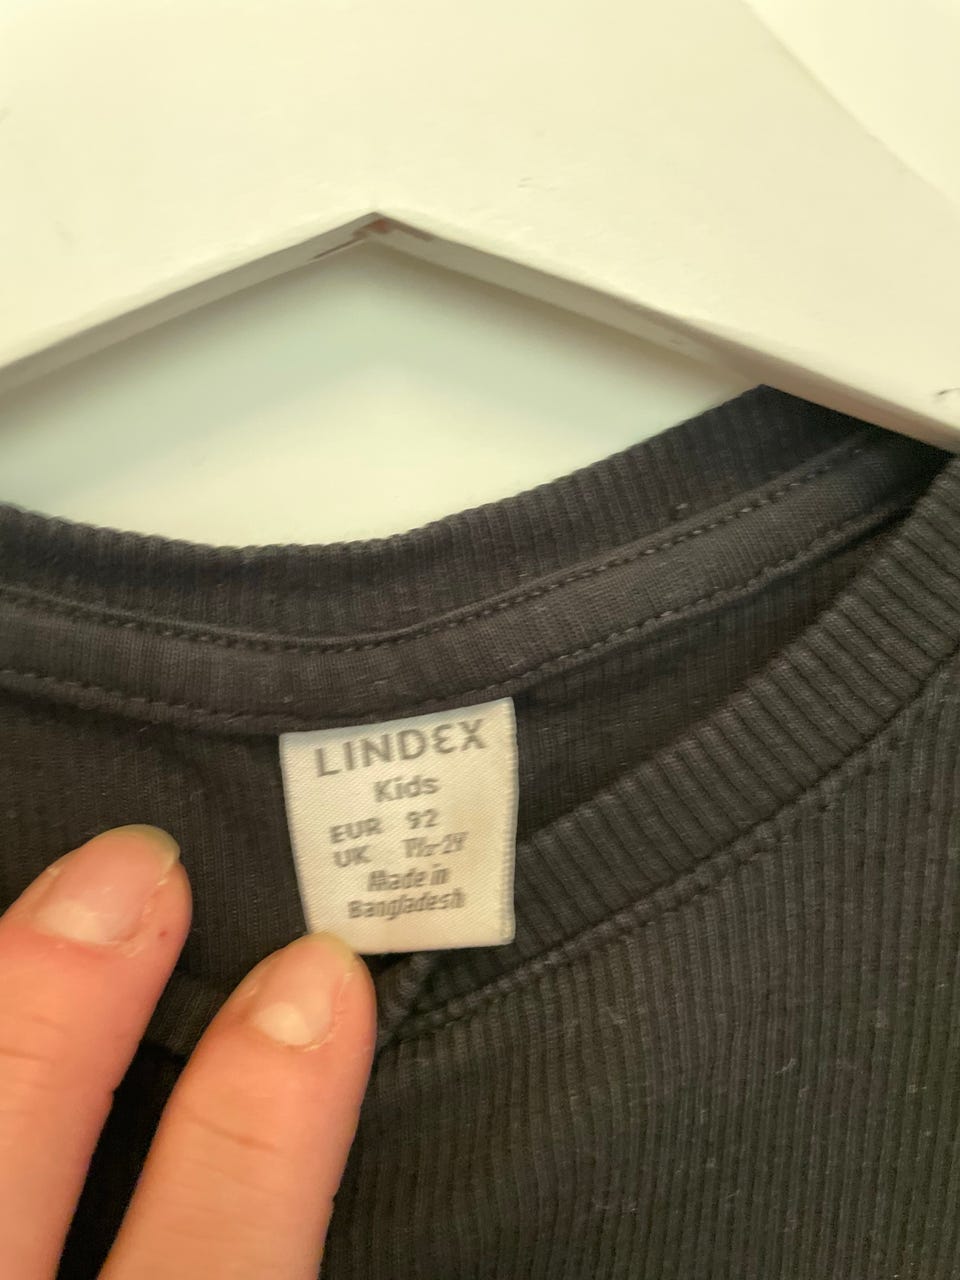 LINDEX
Kids
EUR 92
UK 1½-2Y
Made in
Bangladesh